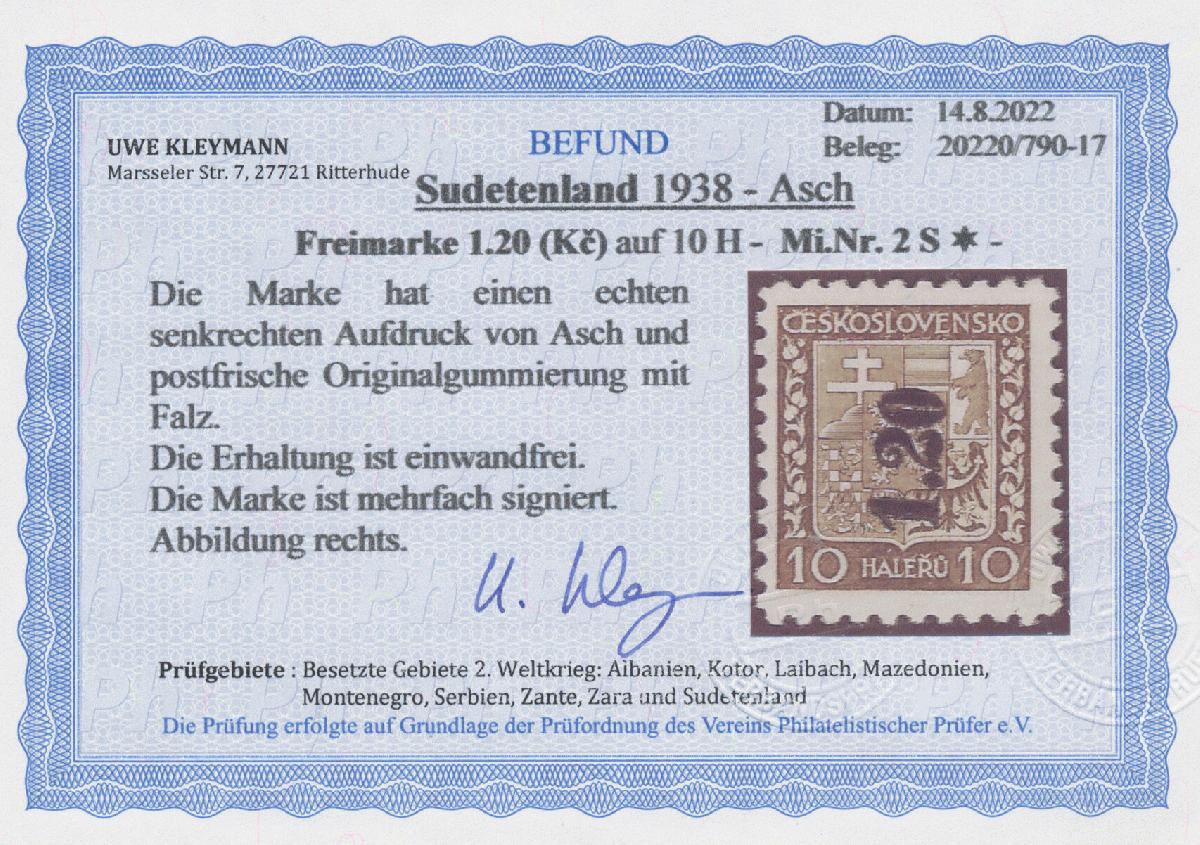 UWE KLEYMANN
Marsseler Str. 7, 27721 Ritterhude
BEFUND
Datum: 14.8.2022
Beleg: 20220/790-17
Sudetenland 1938 - Asch
Freimarke 1.20 (Kč) auf 10 H - Mi.Nr. 2 S ✶ -
Die Marke hat einen echten
senkrechten Aufdruck von Asch und
postfrische Originalgummierung mit
Falz.
Die Erhaltung ist einwandfrei.
Die Marke ist mehrfach signiert.
Abbildung rechts.
ČESKOSLOVENSKO
1.20
10 HALÉŘŮ 10
Prüfgebiete : Besetzte Gebiete 2. Weltkrieg: Aibanien, Kotor, Laibach, Mazedonien,
Montenegro, Serbien, Zante, Zara und Sudetenland
Die Prüfung erfolgte auf Grundlage der Prüfordnung des Vereins Philatelistischer Prüfer e.V.